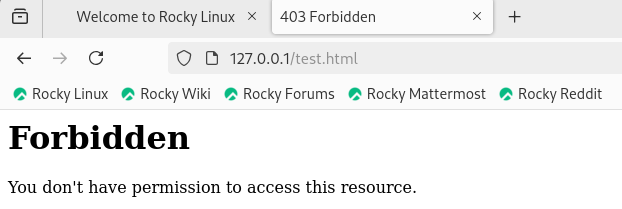 Welcome to Rocky Linux
403 Forbidden
127.0.0.1/test.html
Rocky Linux Rocky Wiki Rocky Forums Rocky Mattermost Rocky Reddit
Forbidden
You don't have permission to access this resource.